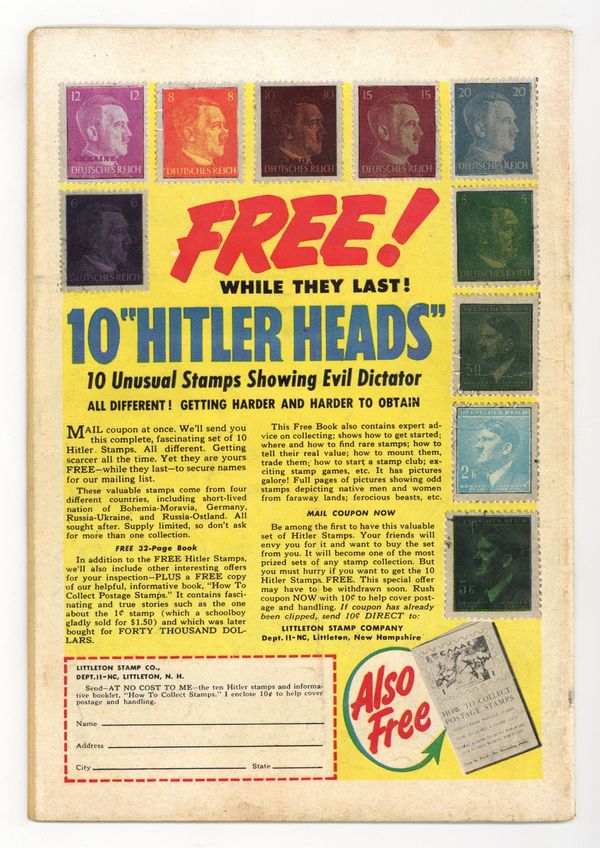 12 12
UKRAINE
DEUTSCHES REICH
8 8
DEUTSCHES REICH
10 10
DEUTSCHES REICH
15 15
DEUTSCHES REICH
20 20
DEUTSCHES REICH
6 6
DEUTSCHES REICH
5 5
DEUTSCHES REICH
FREE!
WHILE THEY LAST!
10 "HITLER HEADS"
10 Unusual Stamps Showing Evil Dictator
ALL DIFFERENT! GETTING HARDER AND HARDER TO OBTAIN
DEUTSCHES REICH
50
DEUTSCHES REICH
2h
DEUTSCHES REICH
MAIL coupon at once. We'll send you
this complete, fascinating set of 10
Hitler Stamps. All different. Getting
scarcer all the time. Yet they are yours
FREE—while they last—to secure names
for our mailing list.
These valuable stamps come from four
different countries, including short-lived
nation of Bohemia-Moravia, Germany,
Russia-Ukraine, and Russia-Ostland. All
sought after. Supply limited, so don't ask
for more than one collection.
FREE 32-Page Book
In addition to the FREE Hitler Stamps,
we'll also include other interesting offers
for your inspection—PLUS a FREE copy
of our helpful, informative book, "How To
Collect Postage Stamps." It contains fasci-
nating and true stories such as the one
about the 1¢ stamp (which a schoolboy
gladly sold for $1.50) and which was later
bought for FORTY THOUSAND DOL-
LARS.
This Free Book also contains expert ad-
vice on collecting: shows how to get started;
where and how to find rare stamps; how to
tell their real value; how to mount them,
trade them; how to start a stamp club; ex-
citing stamp games, etc. It has pictures
galore! Full pages of pictures showing odd
stamps depicting native men and women
from faraway lands; ferocious beasts, etc.
MAIL COUPON NOW
Be among the first to have this valuable
set of Hitler Stamps. Your friends will
envy you for it and want to buy the set
from you. It will become one of the most
prized sets of any stamp collection. But
you must hurry if you want to get the 10
Hitler Stamps FREE. This special offer
may have to be withdrawn soon. Rush
coupon NOW with 10¢ to help cover post-
age and handling. If coupon has already
been clipped, send 10¢ DIRECT to:
LITTLETON STAMP COMPANY
Dept. 11-NC, Littleton, New Hampshire
LITTLETON STAMP CO.,
DEPT. 11-NC, LITTLETON, N. H.
Send—AT NO COST TO ME—the ten Hitler stamps and informa-
tive booklet, "How To Collect Stamps." I enclose 10¢ to help cover
postage and handling.
Name
Address
City State
Also
Free
HOW TO COLLECT
POSTAGE STAMPS